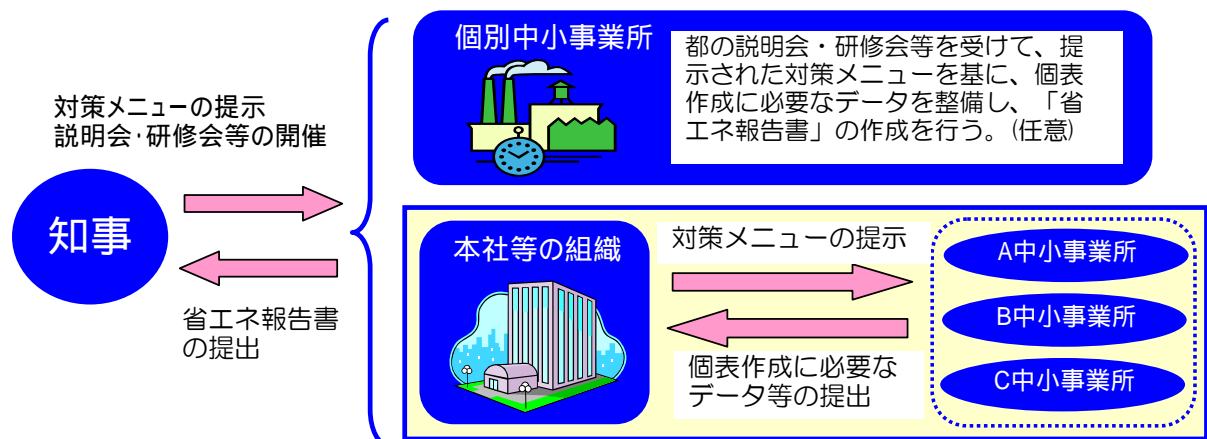 対策メニューの提示
説明会・研修会等の開催
知事
省エネ報告書
の提出
個別中小事業所
都の説明会・研修会等を受けて、提
示された対策メニューを基に、個表
作成に必要なデータを整備し、「省
エネ報告書」の作成を行う。(任意)
本社等の組織
対策メニューの提示
個表作成に必要な
データ等の提出
A中小事業所
B中小事業所
C中小事業所